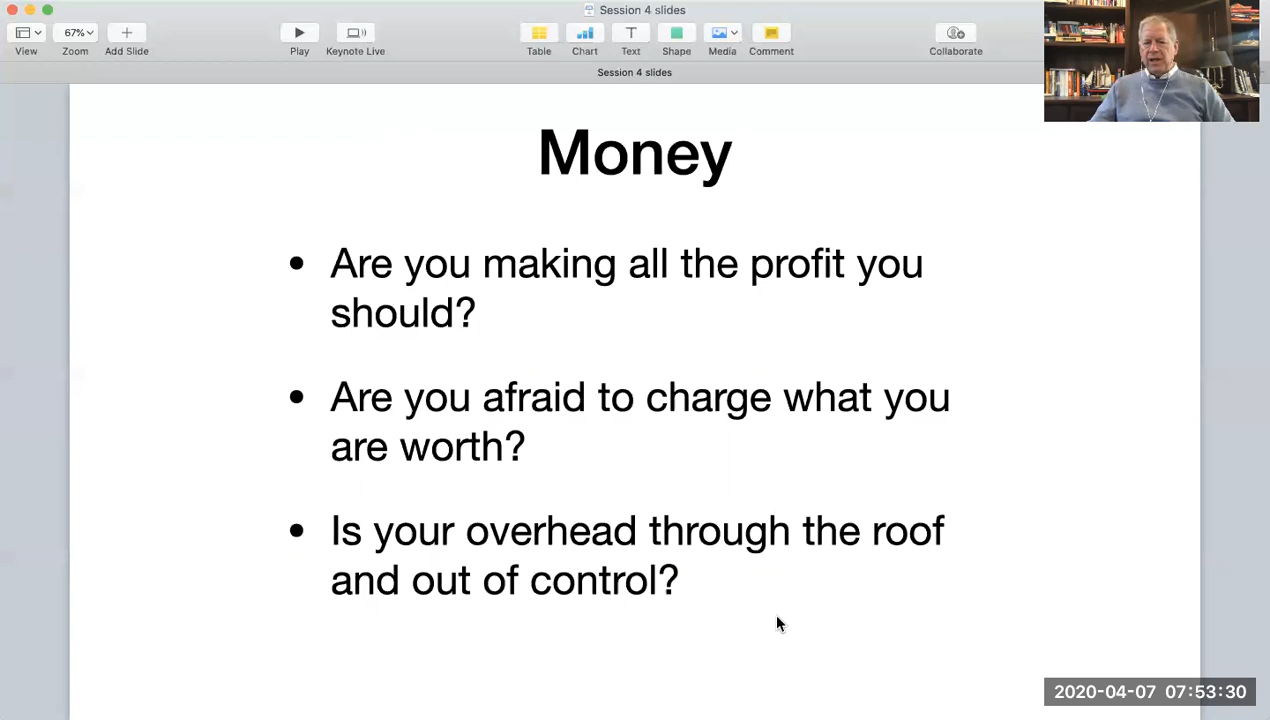 Session 4 slides
67%
View
Zoom
Add Slide
Play
Keynote Live
Table
Chart
Text
Shape
Media
Comment
Collaborate
Session 4 slides
Money
• Are you making all the profit you
should?
• Are you afraid to charge what you
are worth?
• Is your overhead through the roof
and out of control?
2020-04-07 07:53:30